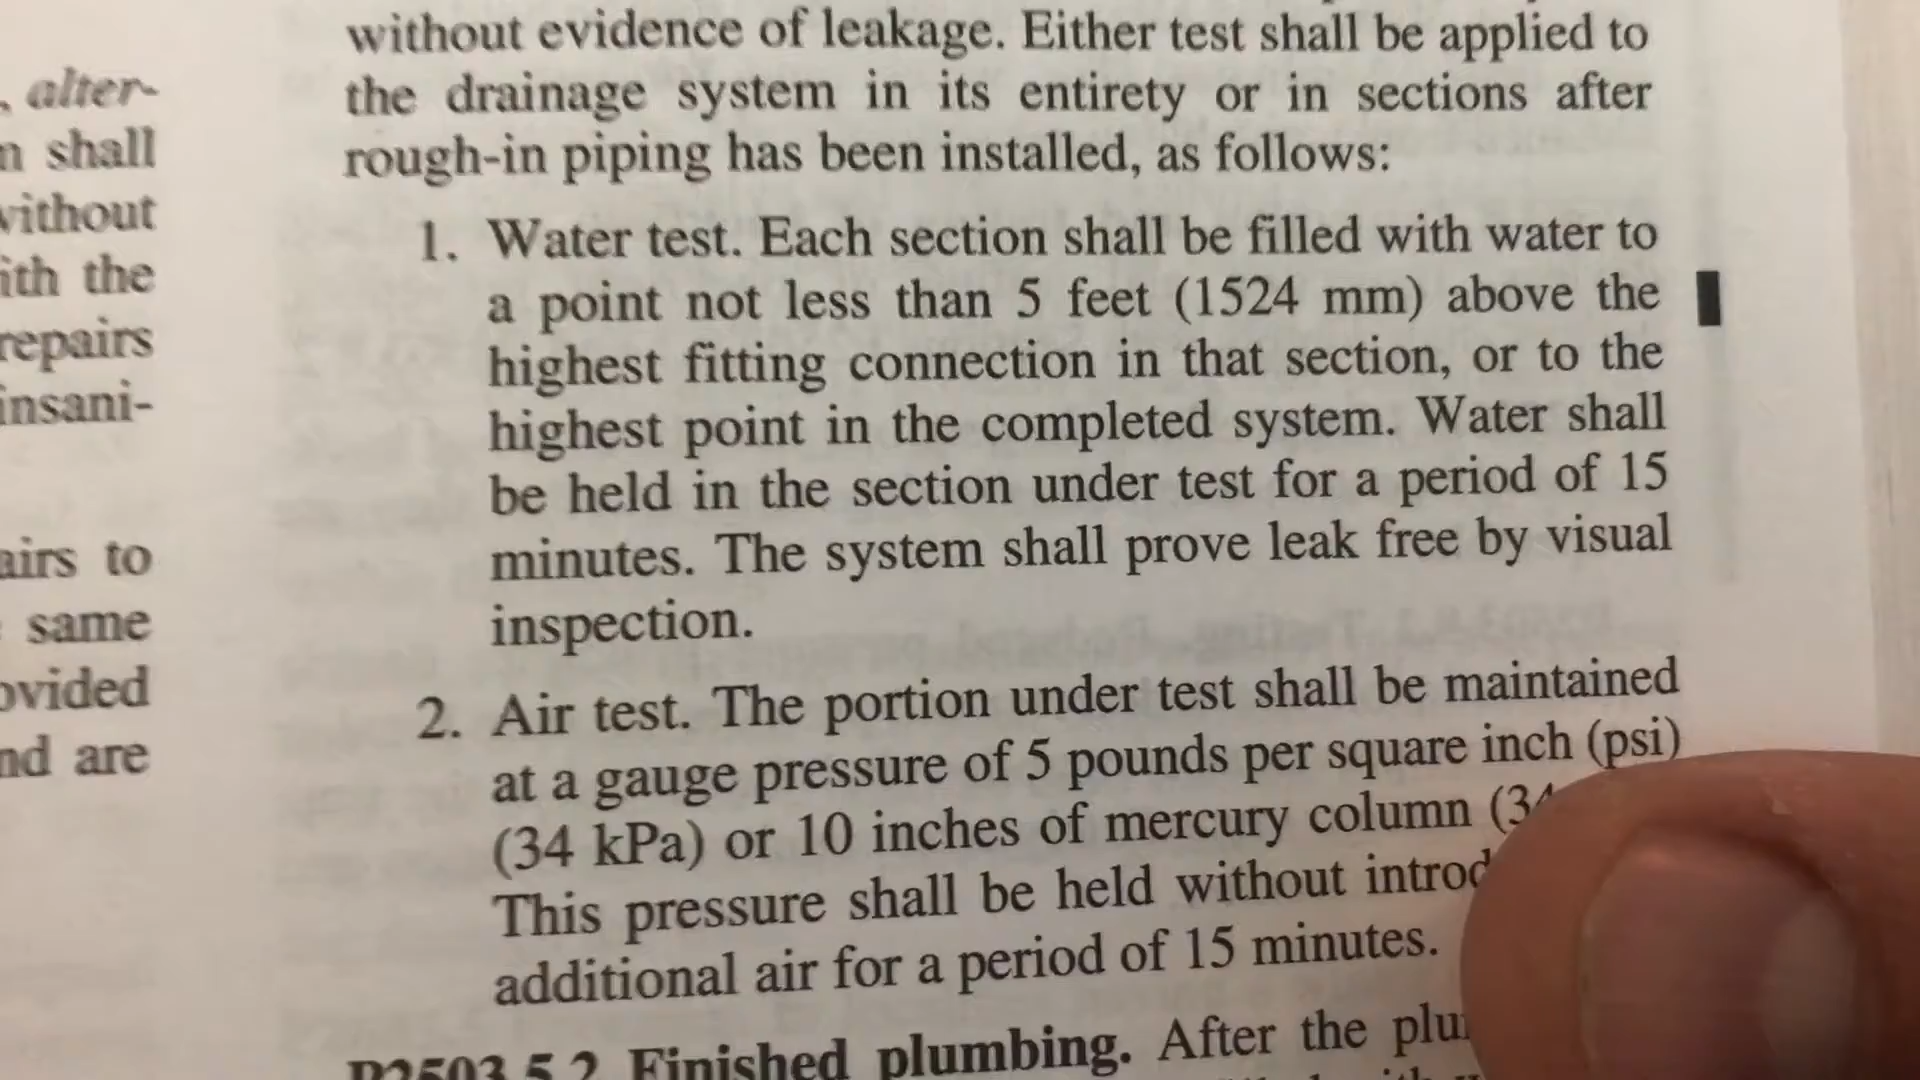 , alter-
n shall
vithout
ith the
repairs
insani-
airs to
same
ovided
nd are
without evidence of leakage. Either test shall be applied to
the drainage system in its entirety or in sections after
rough-in piping has been installed, as follows:
1. Water test. Each section shall be filled with water to
a point not less than 5 feet (1524 mm) above the
highest fitting connection in that section, or to the
highest point in the completed system. Water shall
be held in the section under test for a period of 15
minutes. The system shall prove leak free by visual
inspection.
2. Air test. The portion under test shall be maintained
at a gauge pressure of 5 pounds per square inch (psi)
(34 kPa) or 10 inches of mercury column (34
This pressure shall be held without introd
additional air for a period of 15 minutes.
P2503.5.2 Finished plumbing. After the plu